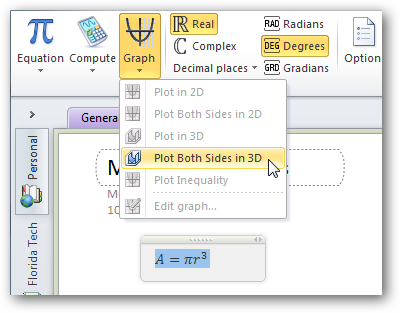 Equation Compute Graph
Real
Complex
Decimal places
RAD Radians
DEG Degrees
GRD Gradians
Option
Plot in 2D
Plot Both Sides in 2D
Plot in 3D
Plot Both Sides in 3D
Plot Inequality
Edit graph...
Personal
Florida Tech
Genera
M
s
Mo
10
A = πr³